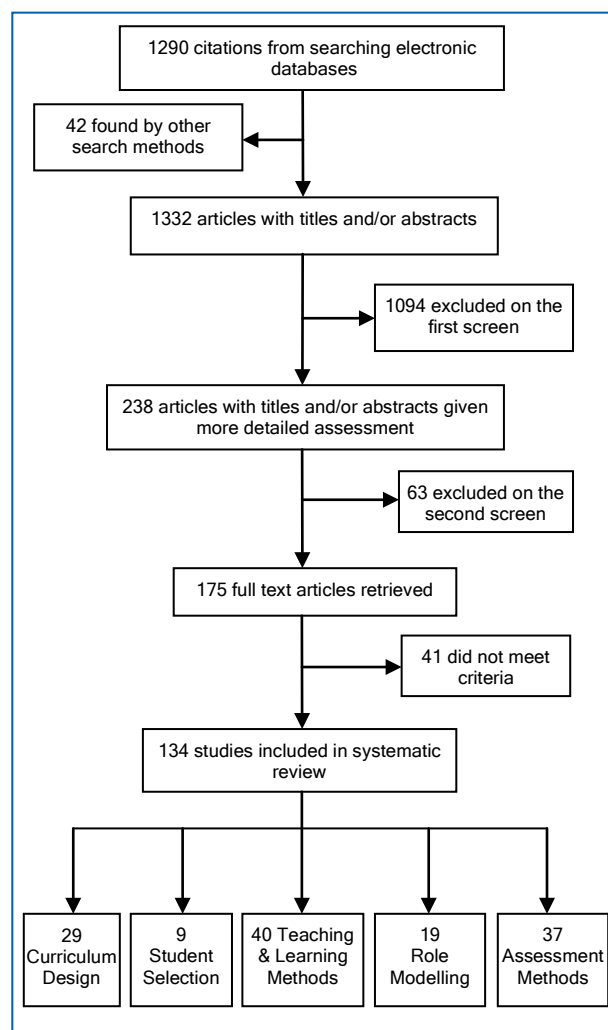 1290 citations from searching electronic
databases
42 found by other
search methods
1332 articles with titles and/or abstracts
1094 excluded on the
first screen
238 articles with titles and/or abstracts given
more detailed assessment
63 excluded on the
second screen
175 full text articles retrieved
41 did not meet
criteria
134 studies included in systematic
review
29
Curriculum
Design
9
Student
Selection
40 Teaching
& Learning
Methods
19
Role
Modelling
37
Assessment
Methods